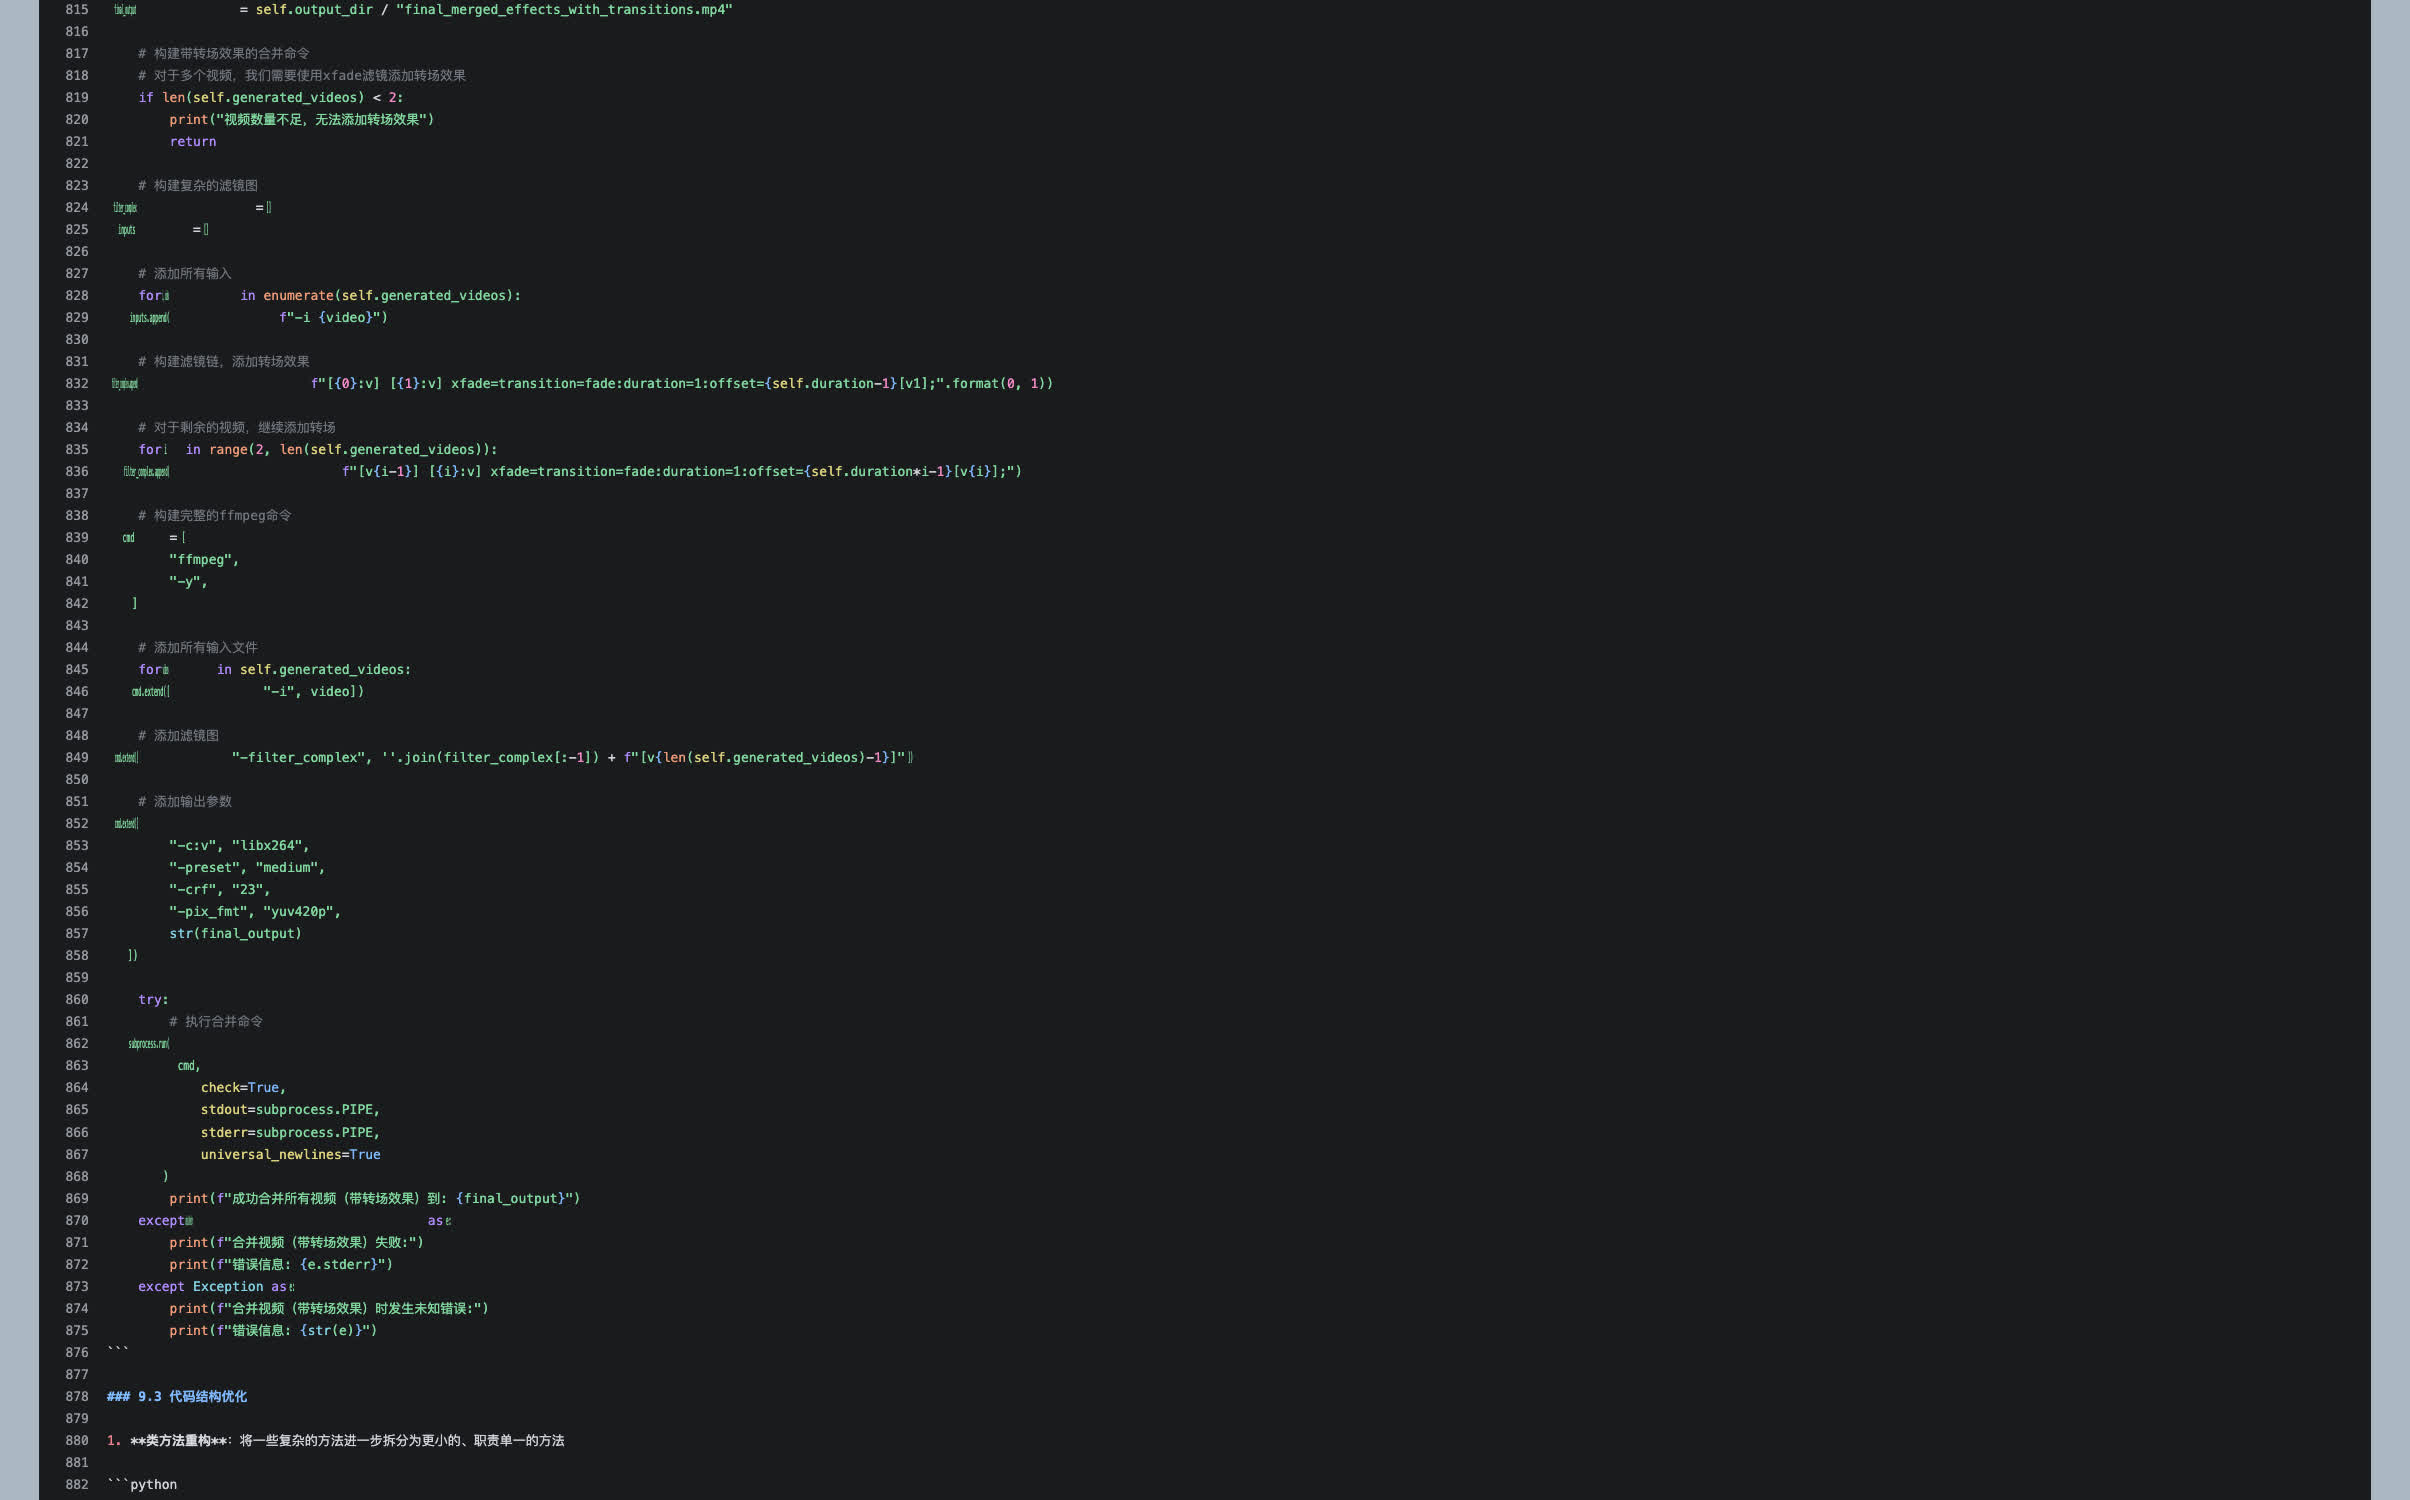 815 final_output = self.output_dir / "final_merged_effects_with_transitions.mp4"
816
817 # 构建带转场效果的合并命令
818 # 对于多个视频，我们需要使用xfade滤镜添加转场效果
819 if len(self.generated_videos) < 2:
820 print("视频数量不足，无法添加转场效果")
821 return
822
823 # 构建复杂的滤镜图
824 filter_complex = []
825 inputs = []
826
827 # 添加所有输入
828 for in enumerate(self.generated_videos):
829 inputs.append( f"-i {video}")
830
831 # 构建滤镜链，添加转场效果
832 filter_complex.append( f"[{0}:v] [{1}:v] xfade=transition=fade:duration=1:offset={self.duration-1}[v1];".format(0, 1))
833
834 # 对于剩余的视频，继续添加转场
835 for i in range(2, len(self.generated_videos)):
836 filter_complex.append( f"[v{i-1}] [{i}:v] xfade=transition=fade:duration=1:offset={self.duration*i-1}[v{i}];")
837
838 # 构建完整的ffmpeg命令
839 cmd = [
840 "ffmpeg",
841 "-y",
842 ]
843
844 # 添加所有输入文件
845 for in self.generated_videos:
846 cmd.extend([ "-i", video])
847
848 # 添加滤镜图
849 cmd.extend([ "-filter_complex", ''.join(filter_complex[:-1]) + f"[v{len(self.generated_videos)-1}]"])
850
851 # 添加输出参数
852 cmd.extend([
853 "-c:v", "libx264",
854 "-preset", "medium",
855 "-crf", "23",
856 "-pix_fmt", "yuv420p",
857 str(final_output)
858 ])
859
860 try:
861 # 执行合并命令
862 subprocess.run(
863 cmd,
864 check=True,
865 stdout=subprocess.PIPE,
866 stderr=subprocess.PIPE,
867 universal_newlines=True
868 )
869 print(f"成功合并所有视频（带转场效果）到: {final_output}")
870 except as e:
871 print(f"合并视频（带转场效果）失败:")
872 print(f"错误信息: {e.stderr}")
873 except Exception as e:
874 print(f"合并视频（带转场效果）时发生未知错误:")
875 print(f"错误信息: {str(e)}")
876 ```
877
878 ### 9.3 代码结构优化
879
880 1. **类方法重构**: 将一些复杂的方法进一步拆分为更小的、职责单一的方法
881
882 ```python